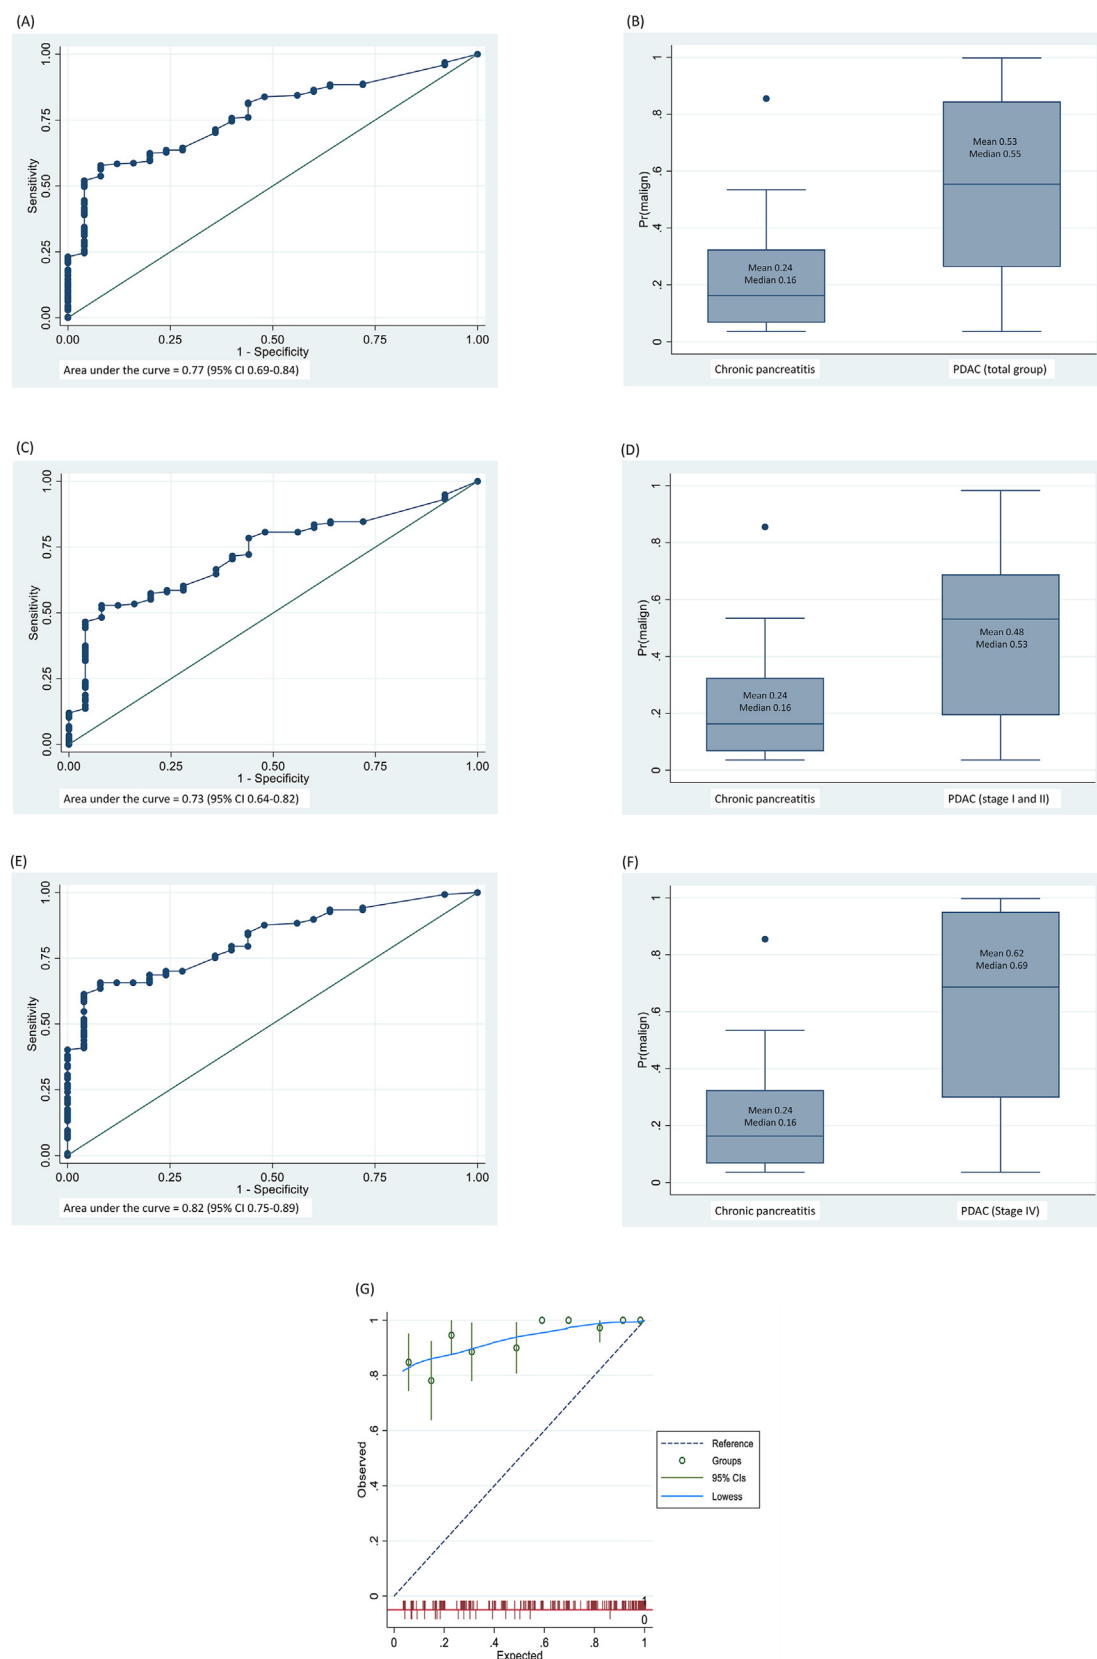 (A)
1.00
0.75
0.50
0.25
0.00
Sensitivity
0.00 0.25 0.50 0.75 1.00
1 - Specificity
Area under the curve = 0.77 (95% CI 0.69-0.84)
(B)
1
.8
.6
.4
.2
0
Pr(malign)
Mean 0.24
Median 0.16
Mean 0.53
Median 0.55
Chronic pancreatitis PDAC (total group)
(C)
1.00
0.75
0.50
0.25
0.00
Sensitivity
0.00 0.25 0.50 0.75 1.00
1 - Specificity
Area under the curve = 0.73 (95% CI 0.64-0.82)
(D)
1
.8
.6
.4
.2
0
Pr(malign)
Mean 0.24
Median 0.16
Mean 0.48
Median 0.53
Chronic pancreatitis PDAC (stage I and II)
(E)
1.00
0.75
0.50
0.25
0.00
Sensitivity
0.00 0.25 0.50 0.75 1.00
1 - Specificity
Area under the curve = 0.82 (95% CI 0.75-0.89)
(F)
1
.8
.6
.4
.2
0
Pr(malign)
Mean 0.24
Median 0.16
Mean 0.62
Median 0.69
Chronic pancreatitis PDAC (Stage IV)
(G)
1
.8
.6
.4
.2
0
Observed
Reference
Groups
95% CIs
Lowess
1
0
0 .2 .4 .6 .8 1
Expected